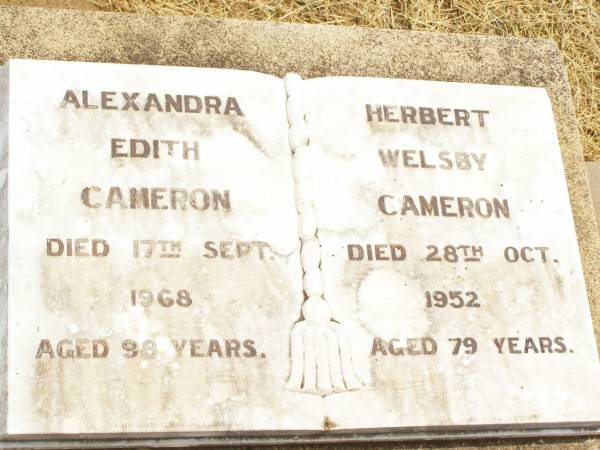 ALEXANDRA
EDITH
CAMERON
DIED 17TH SEPT.
1968
AGED 98 YEARS.
HERBERT
WELSBY
CAMERON
DIED 28TH OCT.
1952
AGED 79 YEARS.